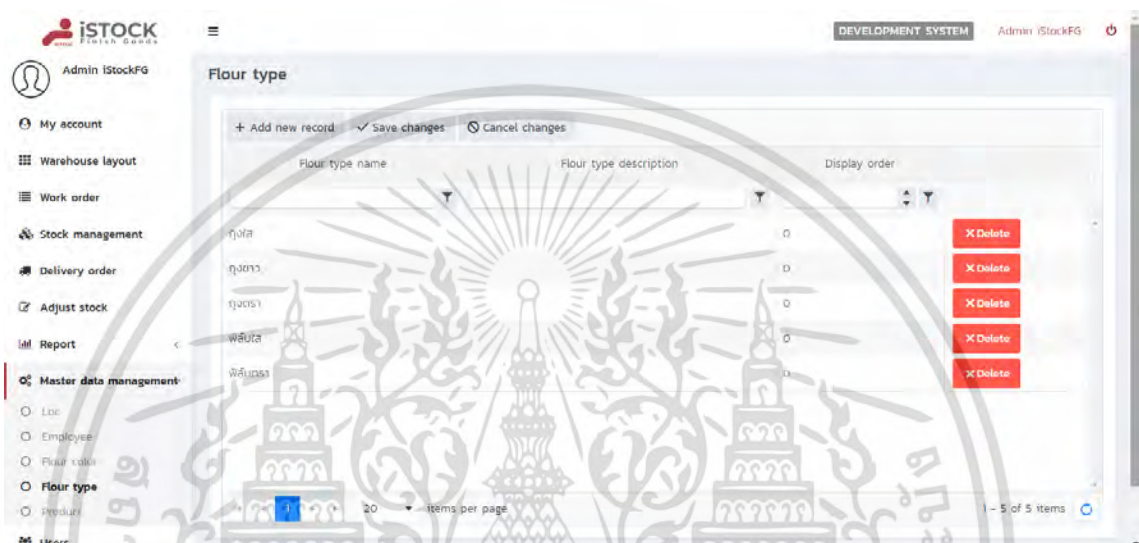 iSTOCK
Finish Goods
DEVELOPMENT SYSTEM
Admin iStockFG
Admin iStockFG
Flour type
My account
Warehouse layout
Work order
Stock management
Delivery order
Adjust stock
Report
Master data management
Loc
Employee
Flour color
Flour type
Product
Users
+ Add new record
Save changes
Cancel changes
Flour type name
Flour type description
Display order
ถุงใส
0
X Delete
ถุงขาว
0
X Delete
ถุงตรา
0
X Delete
ฟิล์มใส
0
X Delete
ฟิล์มตรา
0
X Delete
1
20
items per page
1 - 5 of 5 items